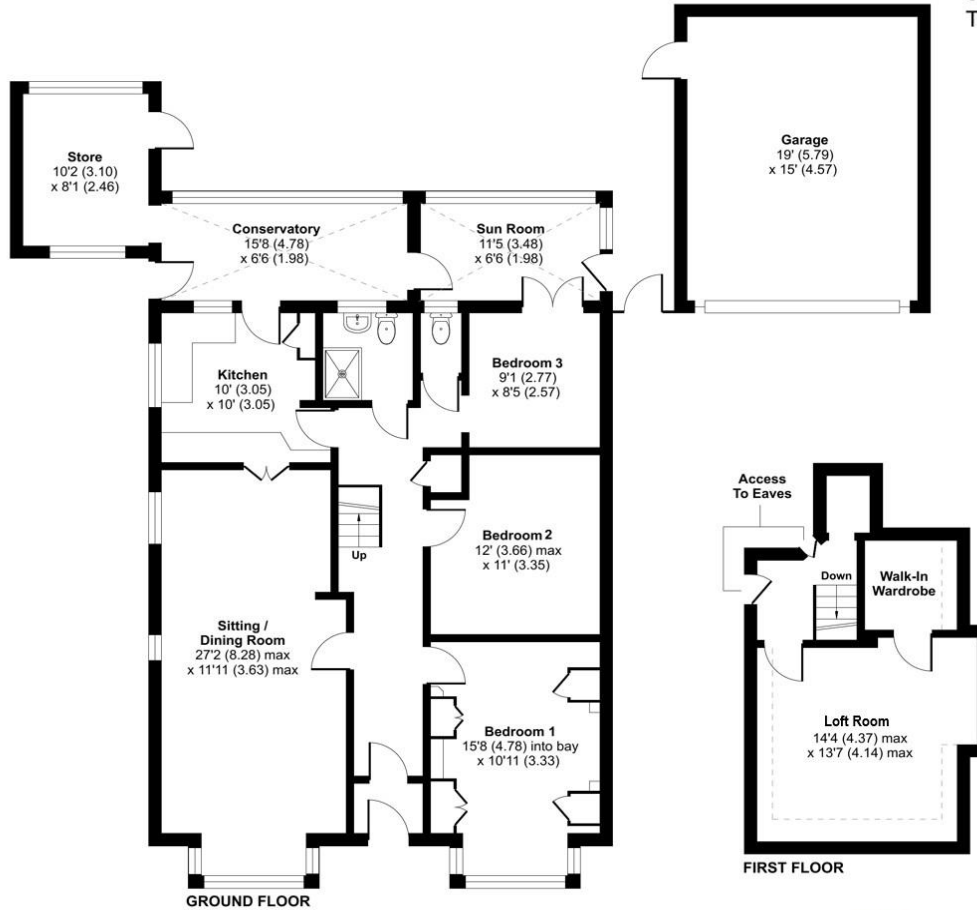 T
Garage
19' (5.79)
x 15' (4.57)
Store
10'2 (3.10)
x 8'1 (2.46)
Conservatory
15'8 (4.78)
x 6'6 (1.98)
Sun Room
11'5 (3.48)
x 6'6 (1.98)
Kitchen
10' (3.05)
x 10' (3.05)
Bedroom 3
9'1 (2.77)
x 8'5 (2.57)
Up
Bedroom 2
12' (3.66) max
x 11' (3.35)
Sitting /
Dining Room
27'2 (8.28) max
x 11'11 (3.63) max
Bedroom 1
15'8 (4.78) into bay
x 10'11 (3.33)
GROUND FLOOR
Access
To Eaves
Down
Walk-In
Wardrobe
Loft Room
14'4 (4.37) max
x 13'7 (4.14) max
FIRST FLOOR